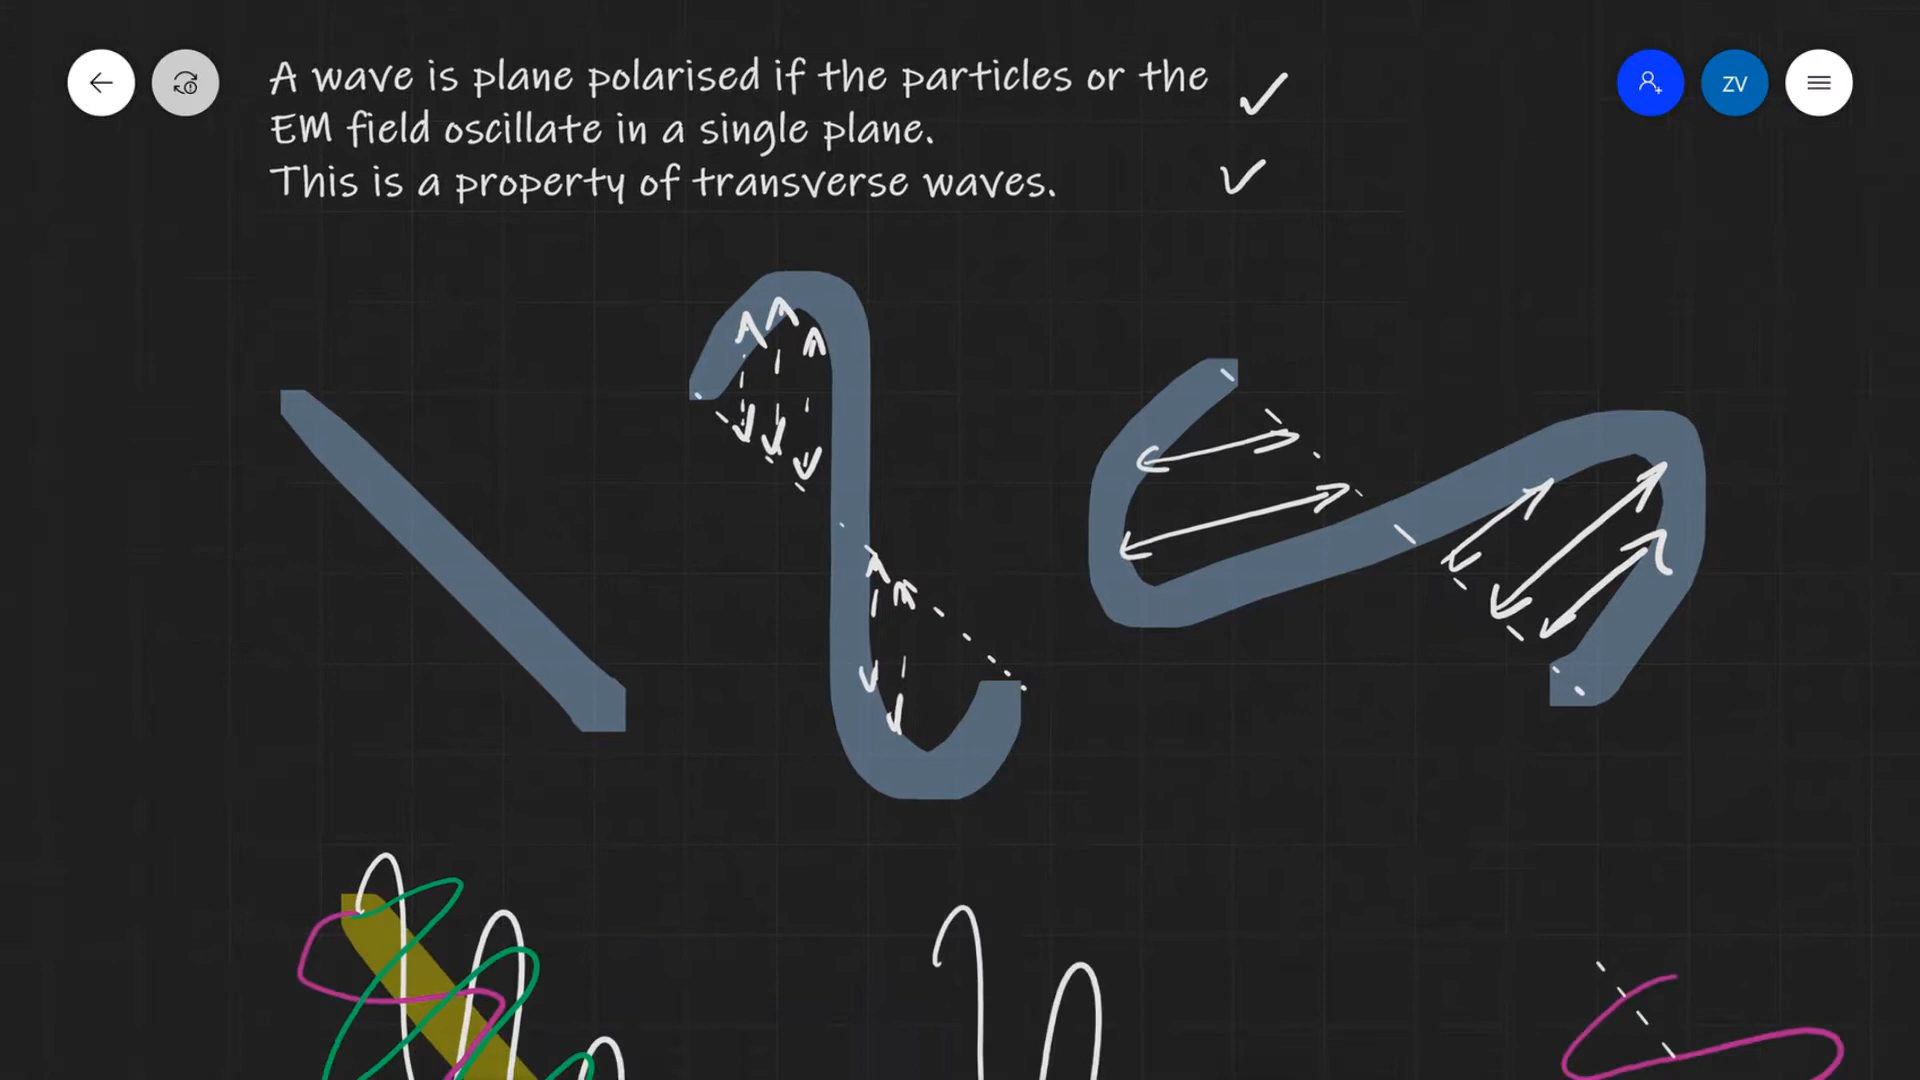 A wave is plane polarised if the particles or the
EM field oscillate in a single plane.
This is a property of transverse waves.
ZV